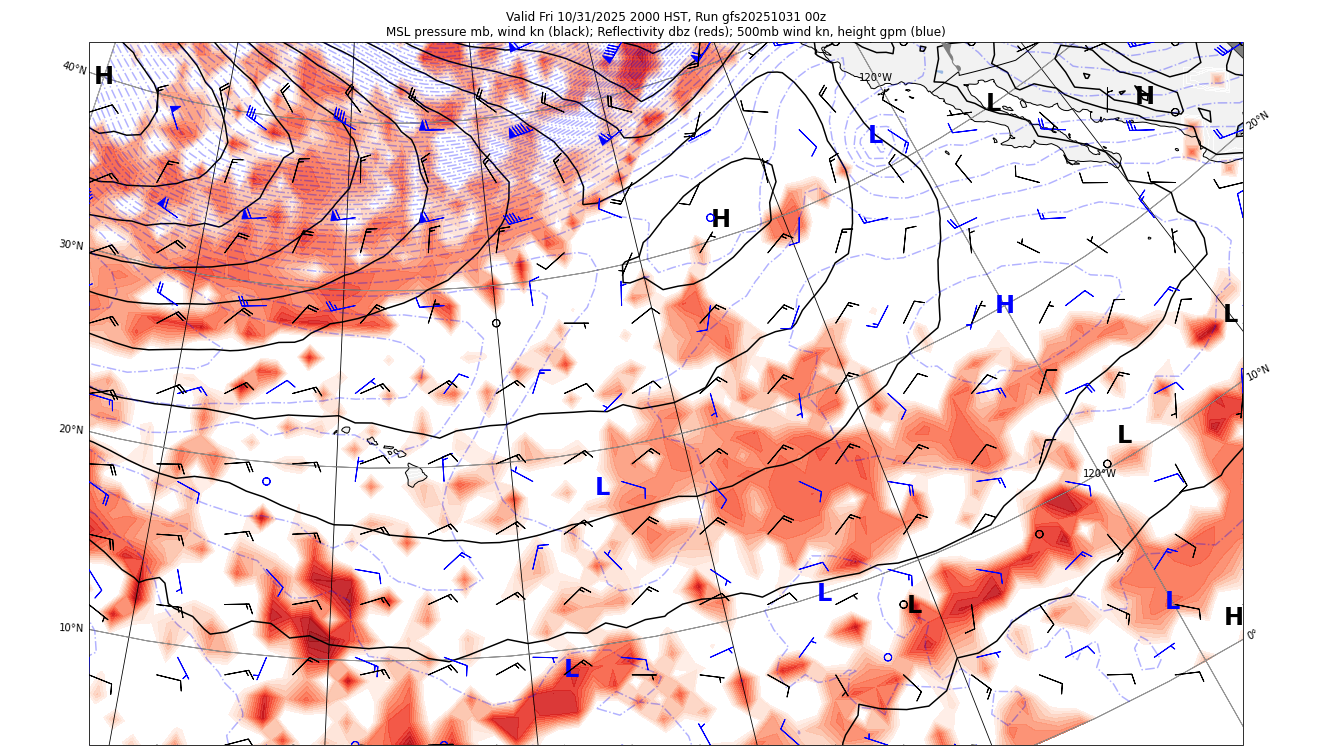 Valid Fri 10/31/2025 2000 HST, Run gfs20251031 00z
MSL pressure mb, wind kn (black); Reflectivity dbz (reds); 500mb wind kn, height gpm (blue)
40°N
H
120°W
L
H
20°N
L
H
30°N
H
L
10°N
20°N
L
120°W
L
L
L
L
H
10°N
0°
L